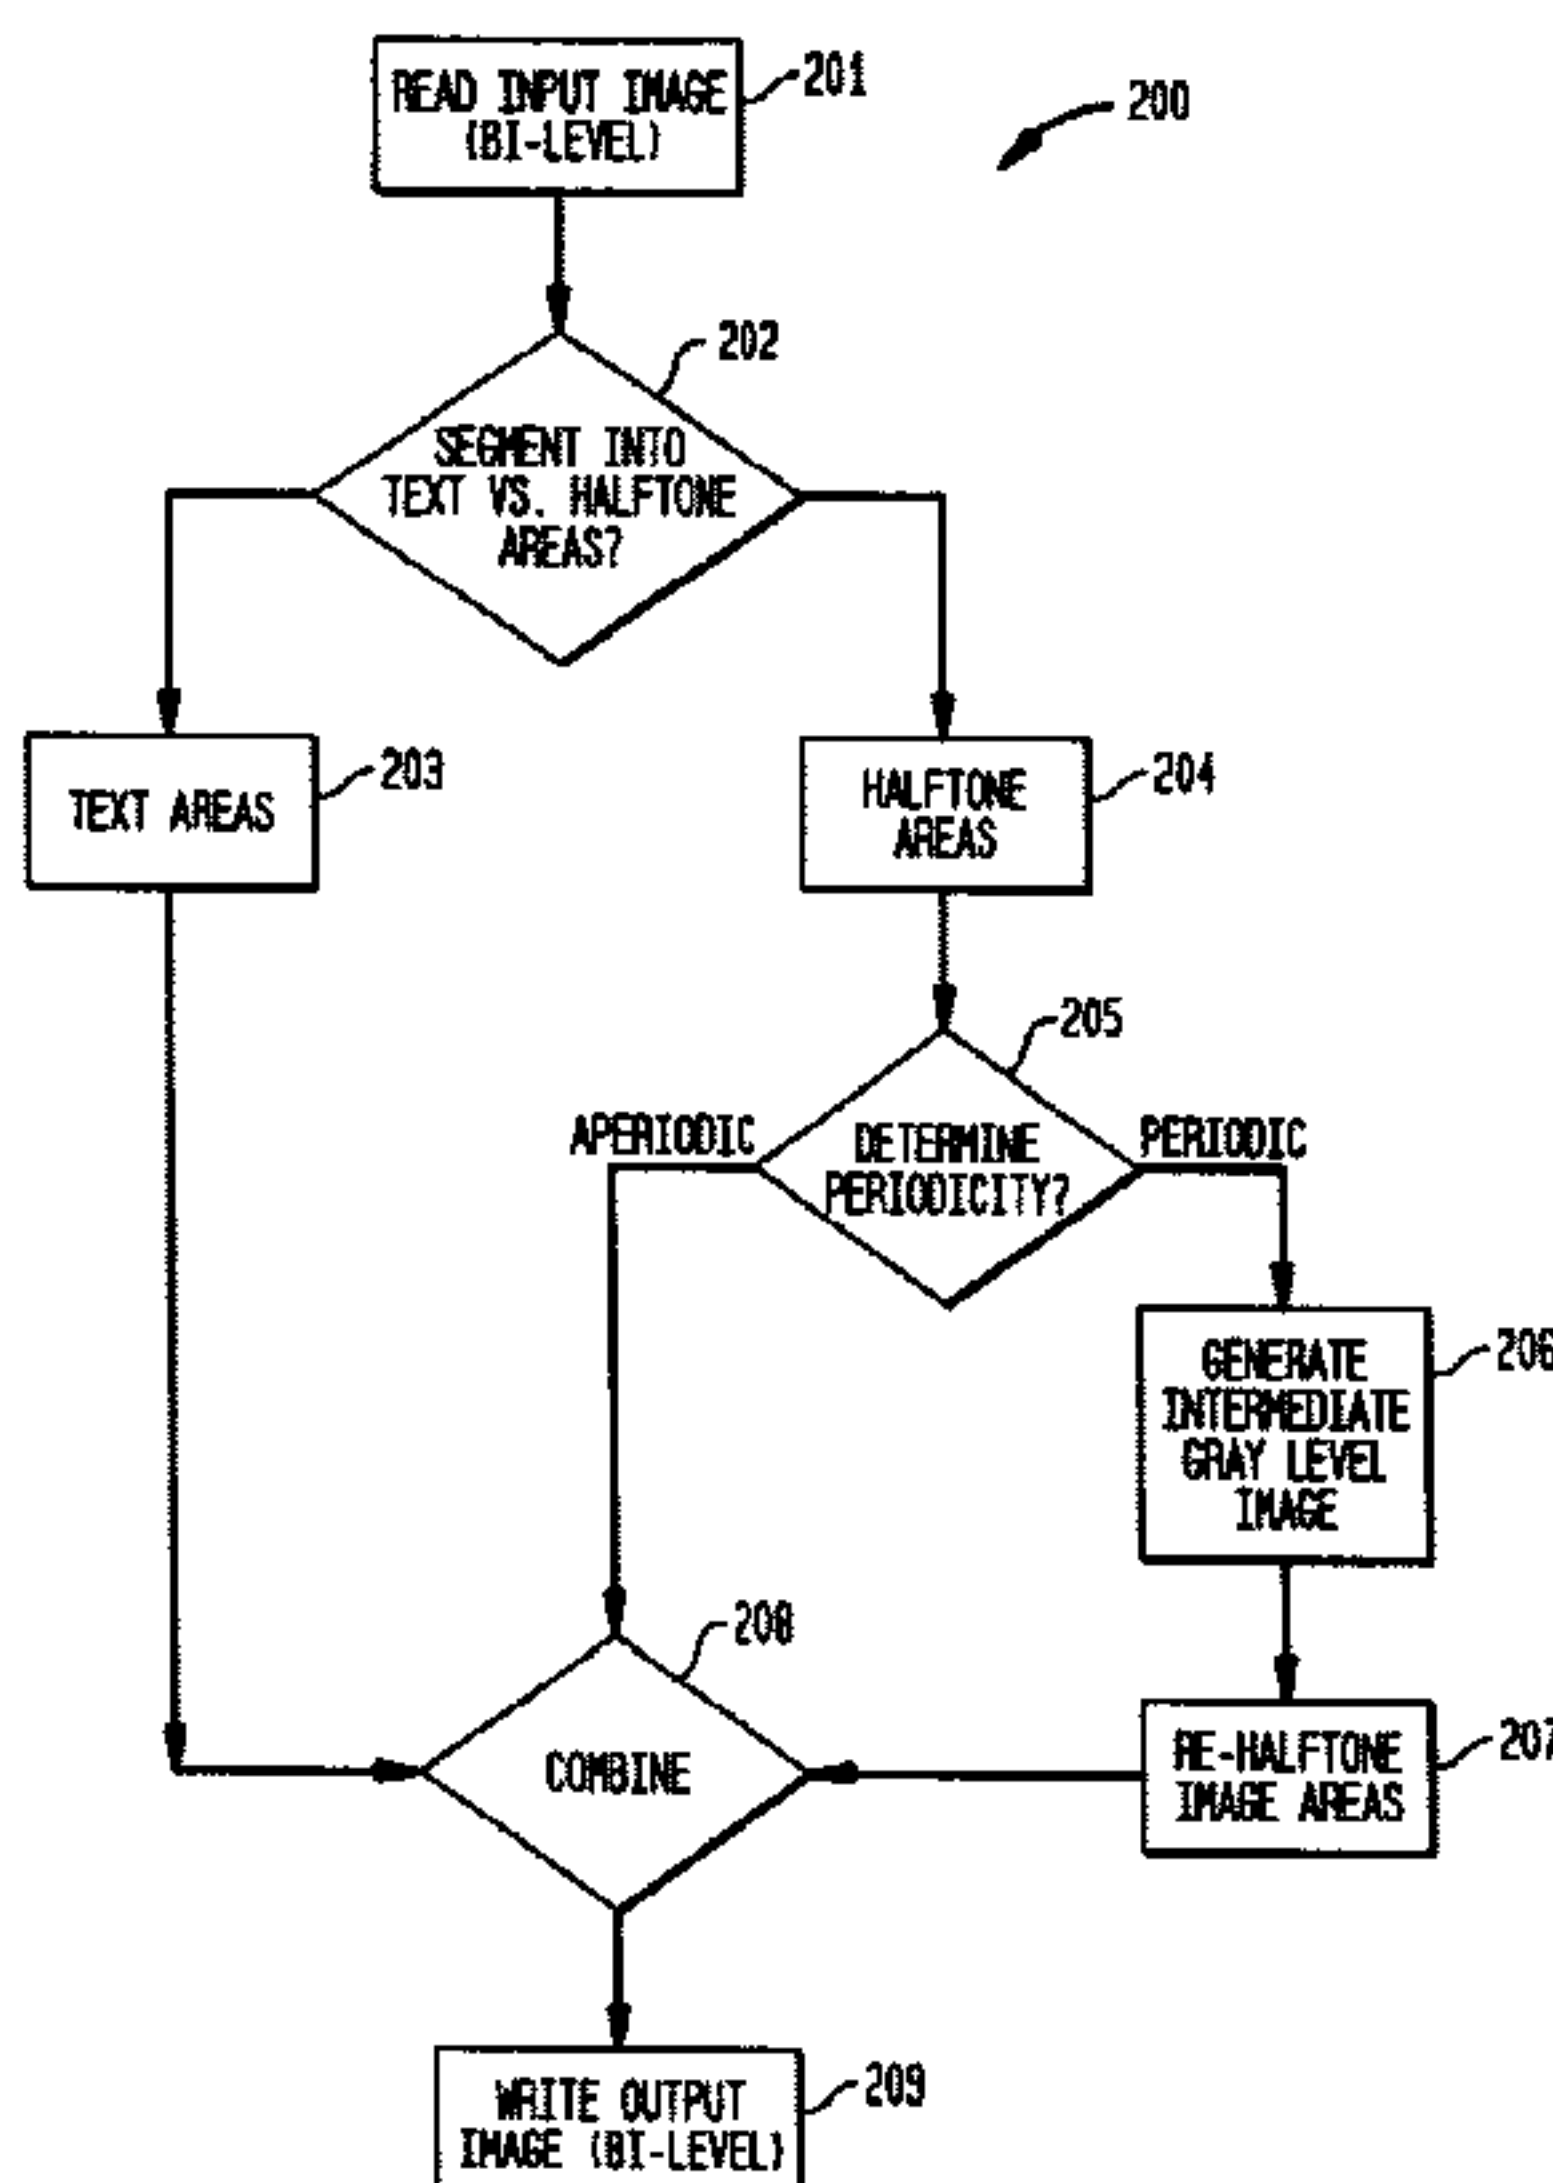 READ INPUT IMAGE
(BI-LEVEL)
201
200
202
SEGMENT INTO
TEXT VS. HALFTONE
AREAS?
TEXT AREAS
203
HALFTONE
AREAS
204
205
APERIODIC
DETERMINE
PERIODICITY?
PERIODIC
GENERATE
INTERMEDIATE
GRAY LEVEL
IMAGE
206
208
COMBINE
RE-HALFTONE
IMAGE AREAS
207
WRITE OUTPUT
IMAGE (BI-LEVEL)
209